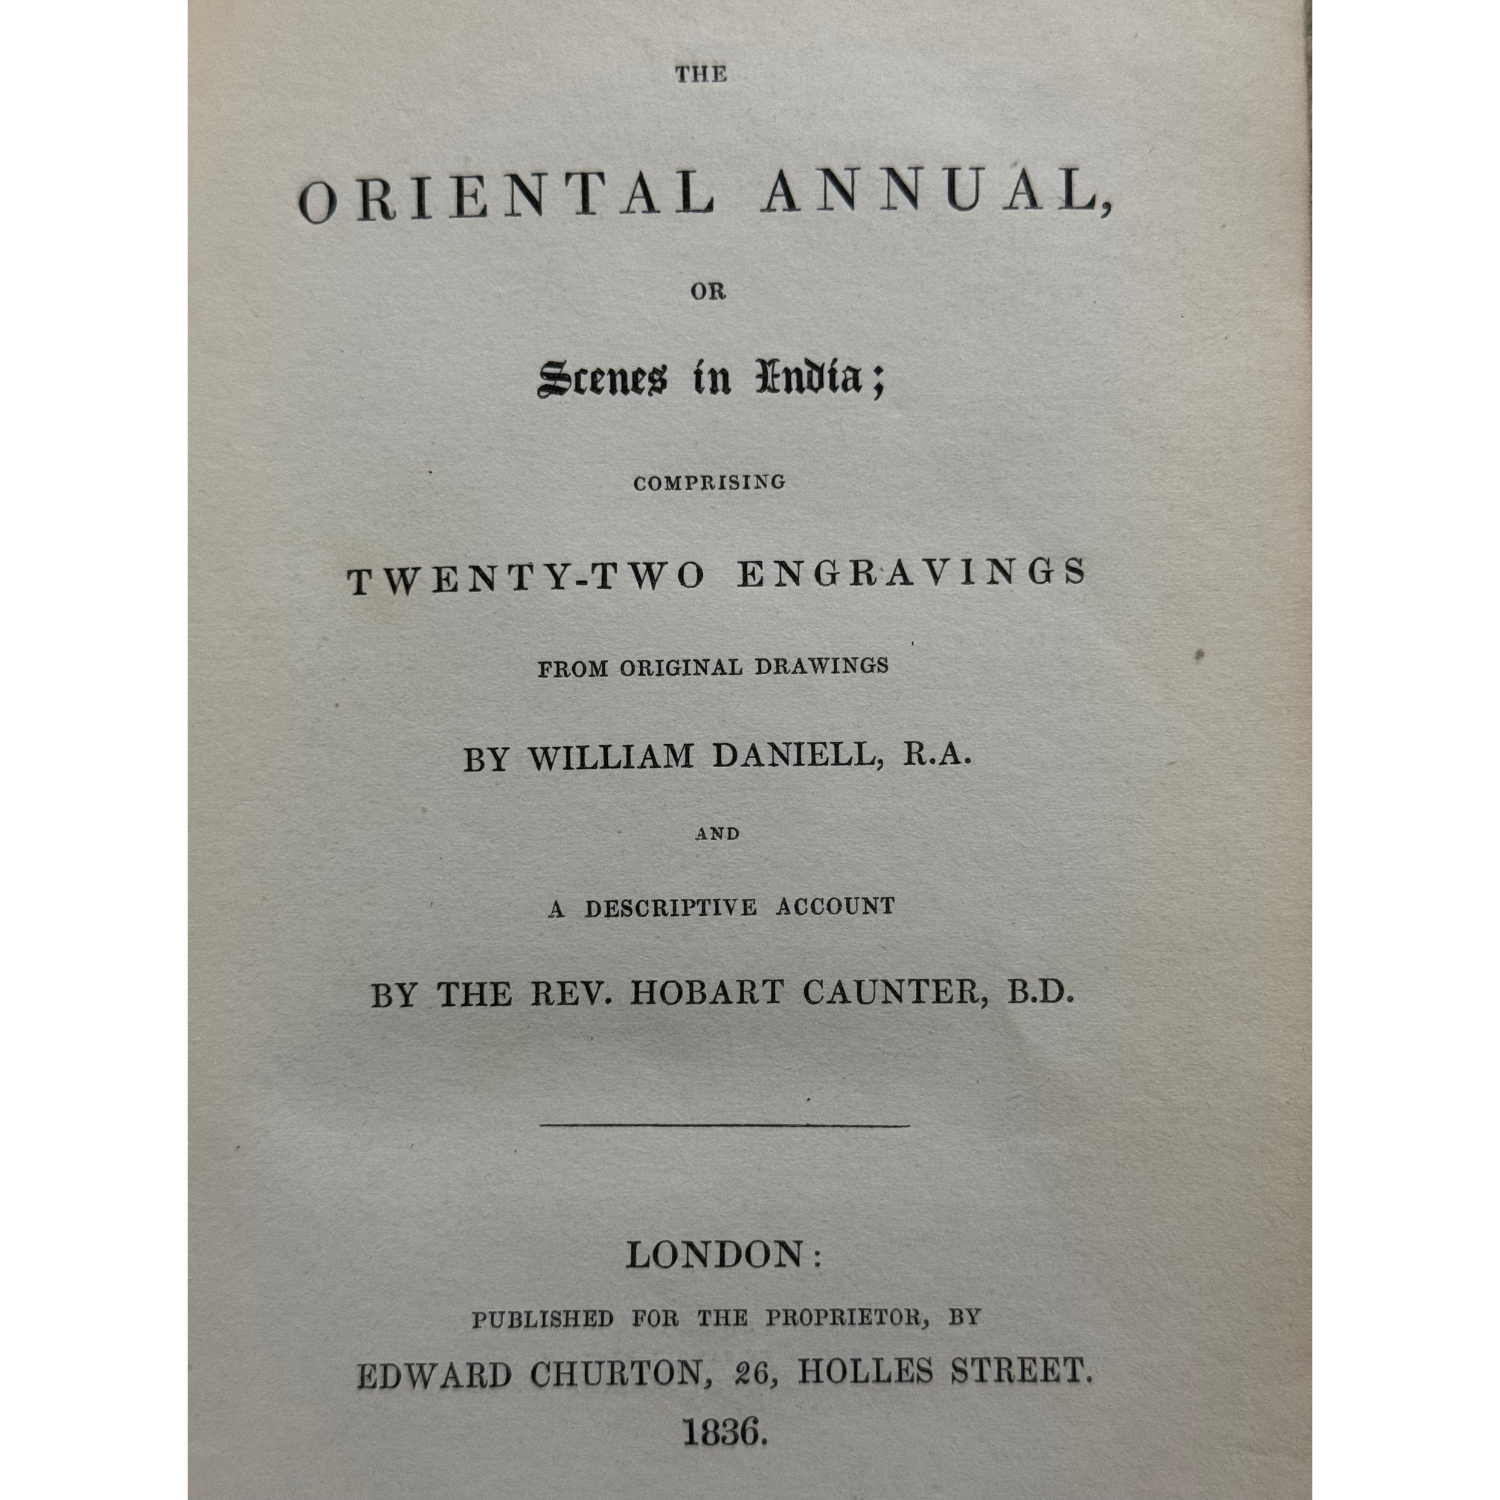 THE
ORIENTAL ANNUAL,
OR
Scenes in India;
COMPRISING
TWENTY-TWO ENGRAVINGS
FROM ORIGINAL DRAWINGS
BY WILLIAM DANIELL, R.A.
AND
A DESCRIPTIVE ACCOUNT
BY THE REV. HOBART CAUNTER, B.D.
LONDON:
PUBLISHED FOR THE PROPRIETOR, BY
EDWARD CHURTON, 26, HOLLES STREET.
1836.